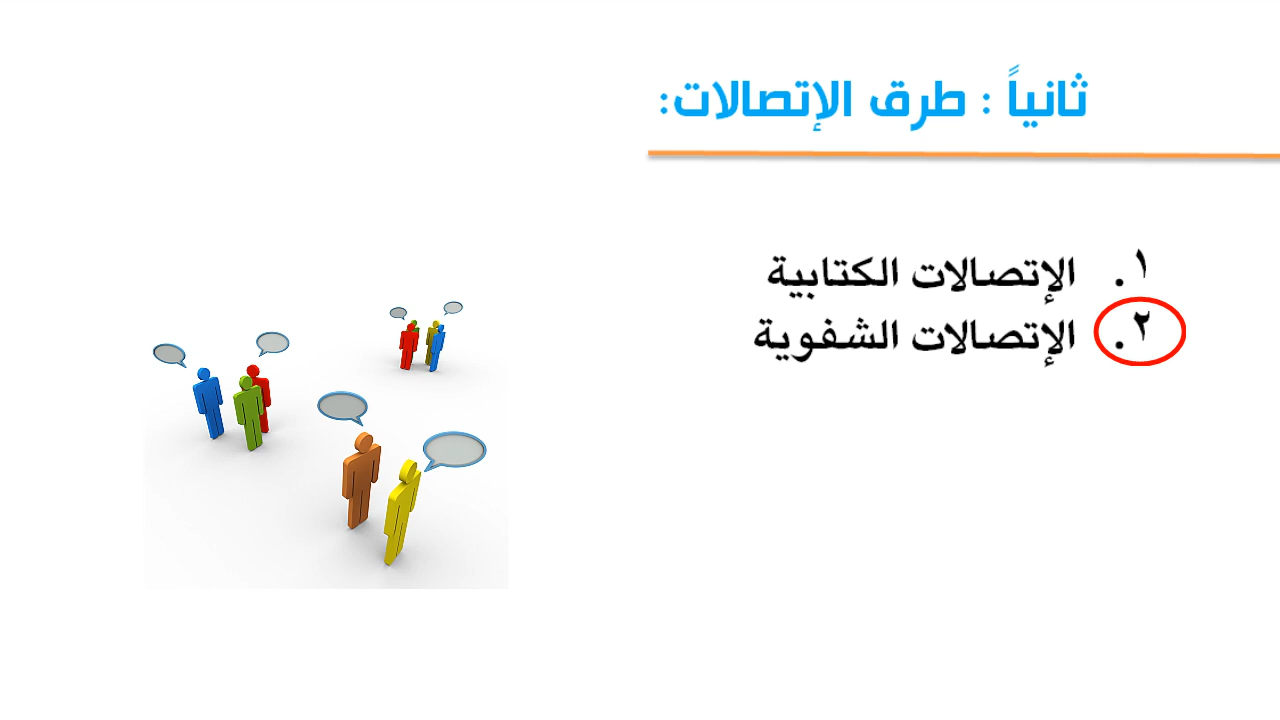 ثانياً : طرق الإتصالات:
١. الإتصالات الكتابية
٢. الإتصالات الشفوية